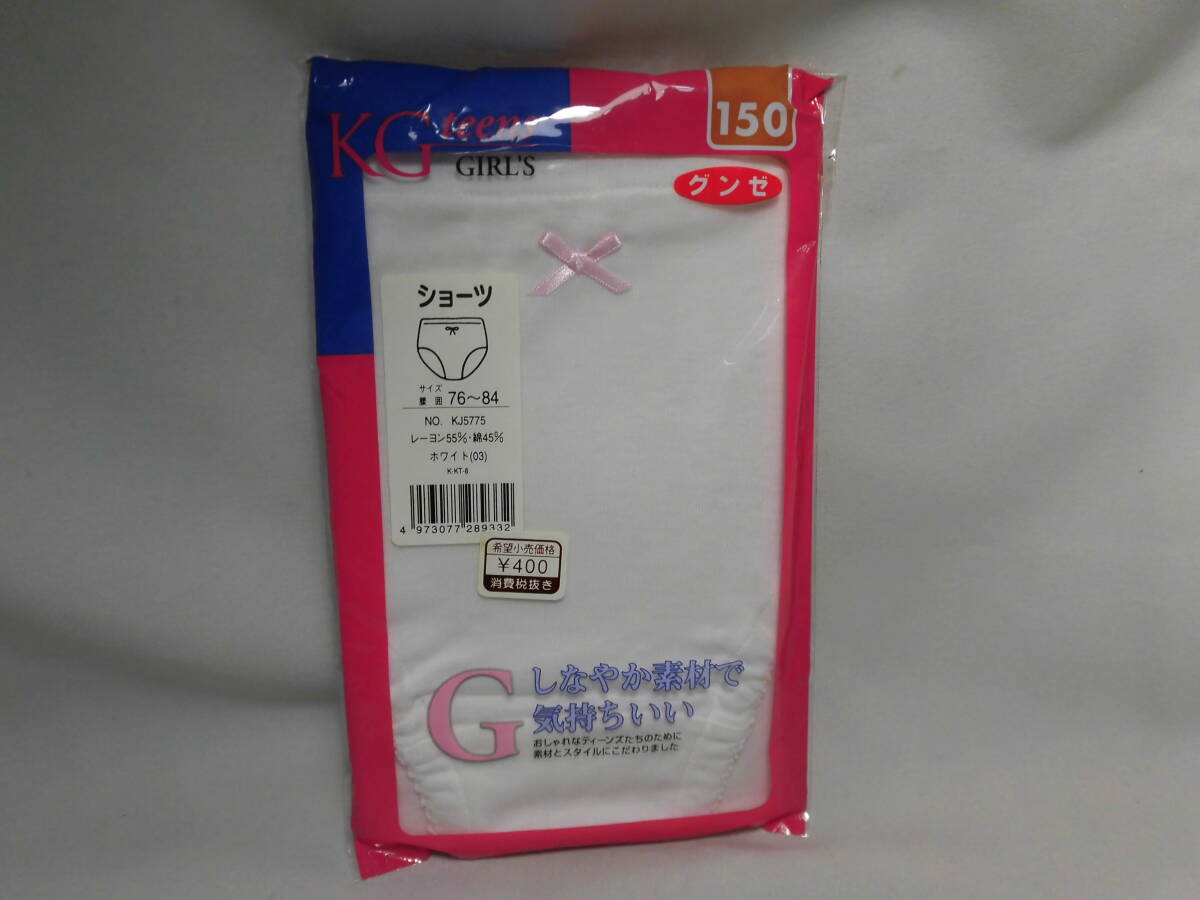 KG teens
GIRL'S
150
グンゼ
ショーツ
サイズ
腰囲 76〜84
NO. KJ5775
レーヨン55%・綿45%
ホワイト(03)
K-KT-8
4 973077 289332
希望小売価格
¥400
消費税抜き
G しなやか素材で
気持ちいい
おしゃれなティーンズたちのために
素材とスタイルにこだわりました